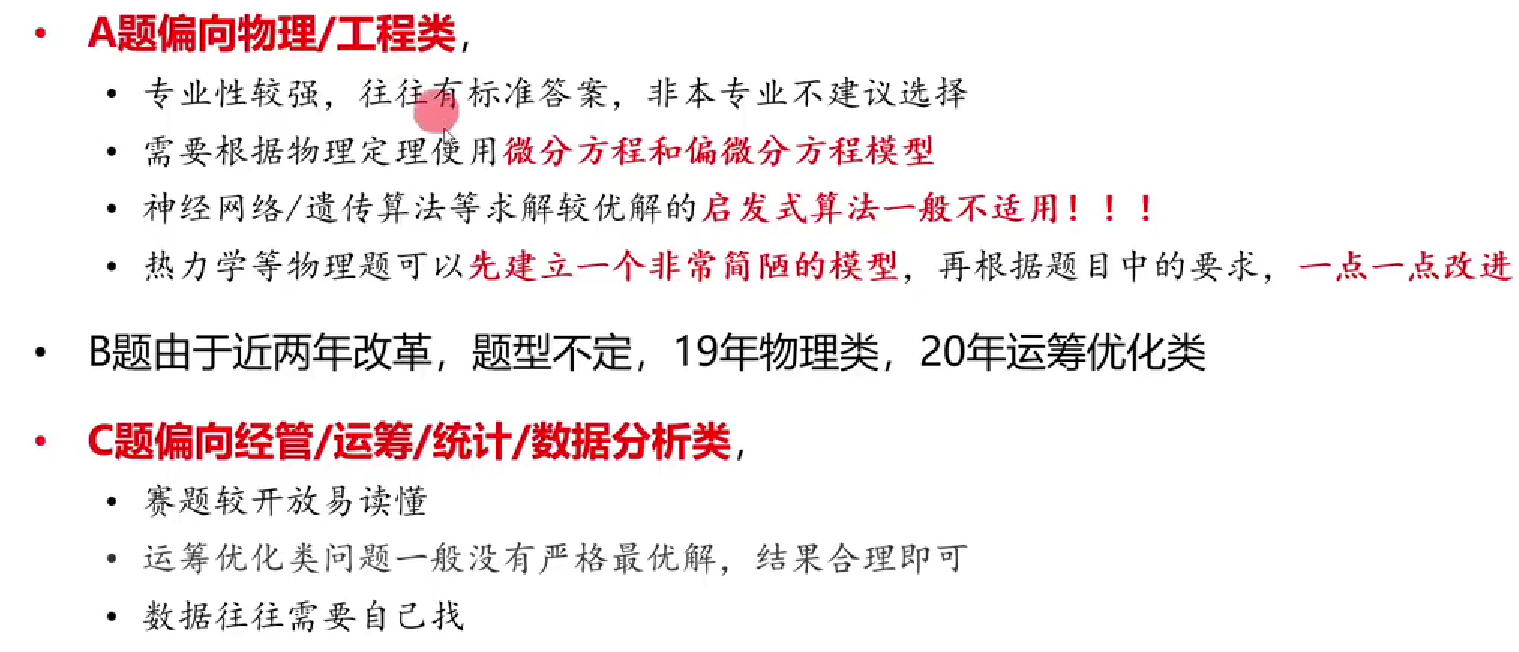 • A题偏向物理/工程类，
• 专业性较强，往往有标准答案，非本专业不建议选择
• 需要根据物理定理使用微分方程和偏微分方程模型
• 神经网络/遗传算法等求解较优解的启发式算法一般不适用！！！
• 热力学等物理题可以先建立一个非常简陋的模型，再根据题目中的要求，一点一点改进
• B题由于近两年改革，题型不定，19年物理类，20年运筹优化类
• C题偏向经管/运筹/统计/数据分析类，
• 赛题较开放易读懂
• 运筹优化类问题一般没有严格最优解，结果合理即可
• 数据往往需要自己找